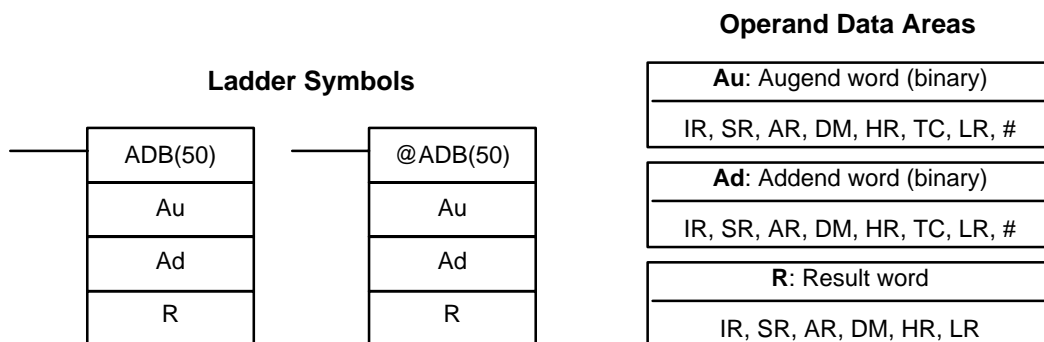 Operand Data Areas
Ladder Symbols
Au: Augend word (binary)
IR, SR, AR, DM, HR, TC, LR, #
ADB(50)
@ADB(50)
Ad: Addend word (binary)
Au
Au
IR, SR, AR, DM, HR, TC, LR, #
Ad
Ad
R: Result word
R
R
IR, SR, AR, DM, HR, LR